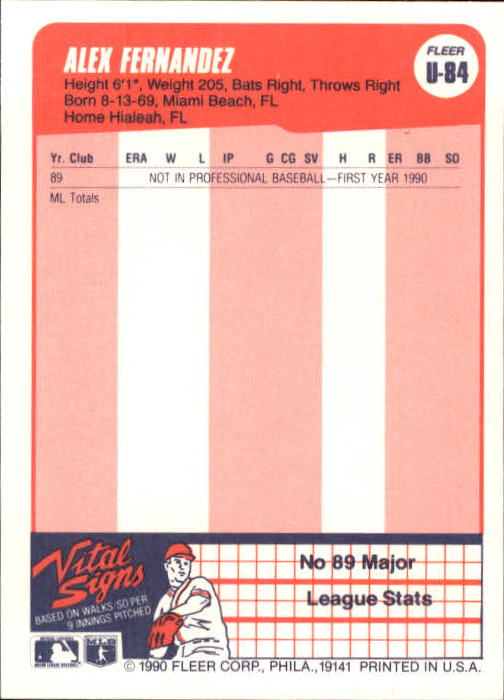 ALEX FERNANDEZ
FLEER
U-84
Height 6'1", Weight 205, Bats Right, Throws Right
Born 8-13-69, Miami Beach, FL
Home Hialeah, FL
Yr. Club ERA W L IP G CG SV H R ER BB SO
89 NOT IN PROFESSIONAL BASEBALL—FIRST YEAR 1990
ML Totals
Vital
Signs
BASED ON WALKS/SO PER
9 INNINGS PITCHED
No 89 Major
League Stats
© 1990 FLEER CORP., PHILA., 19141 PRINTED IN U.S.A.